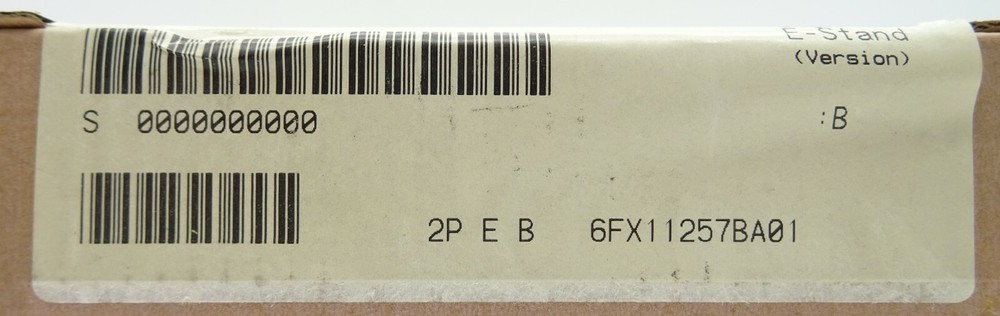 E-Stand
(Version)
S 0000000000
:B
2P E B 6FX11257BA01